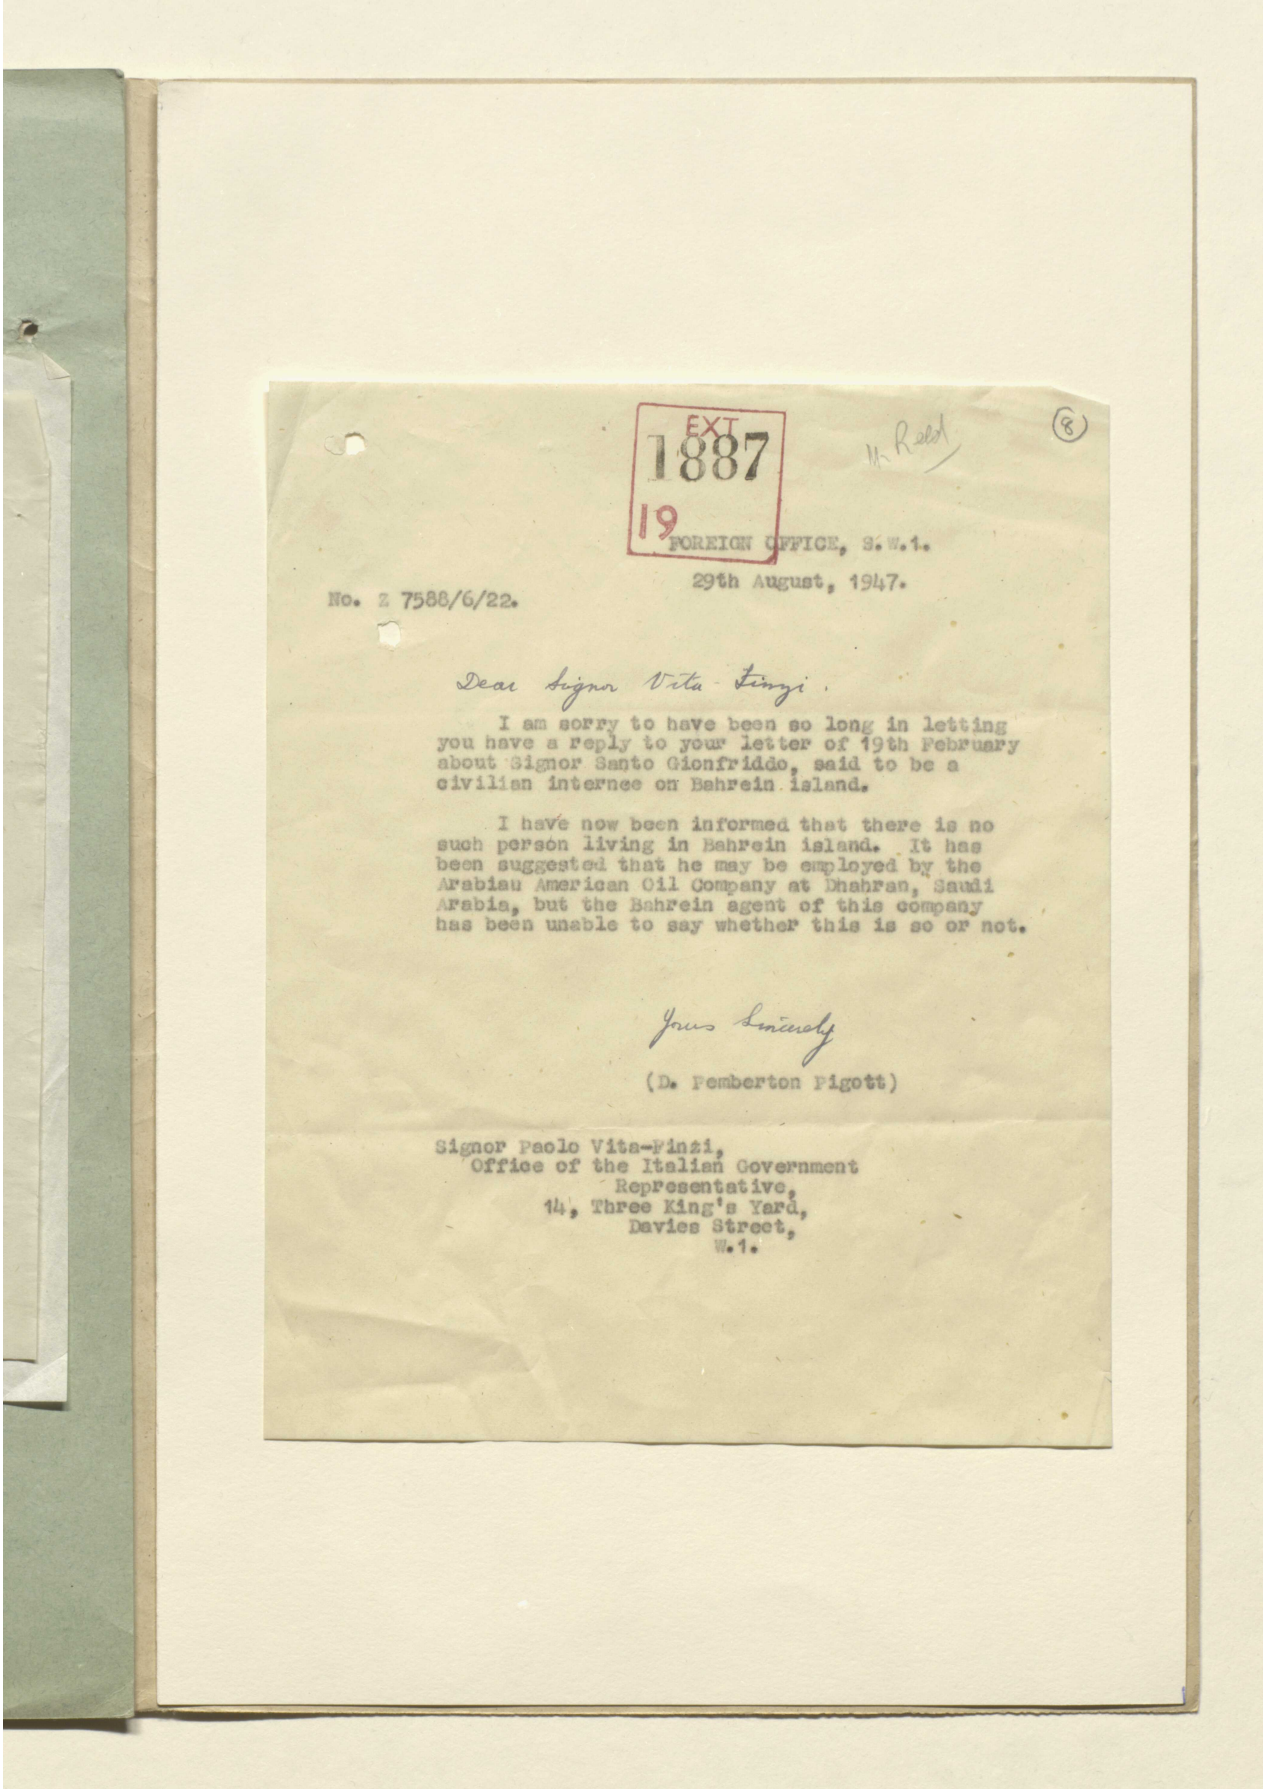 EXT
1887
19
Mr Reed
8
FOREIGN OFFICE, S.W.1.
29th August, 1947.
No. Z 7588/6/22.
Dear Signor Vita-Finzi.
I am sorry to have been so long in letting
you have a reply to your letter of 19th February
about Signor Santo Gionfriddo, said to be a
civilian internee on Bahrein island.
I have now been informed that there is no
such person living in Bahrein island. It has
been suggested that he may be employed by the
Arabian American Oil Company at Dhahran, Saudi
Arabia, but the Bahrein agent of this company
has been unable to say whether this is so or not.
Yours Sincerely
(D. Pemberton Pigott)
Signor Paolo Vita-Finzi,
Office of the Italian Government
Representative,
14, Three King's Yard,
Davies Street,
W.1.